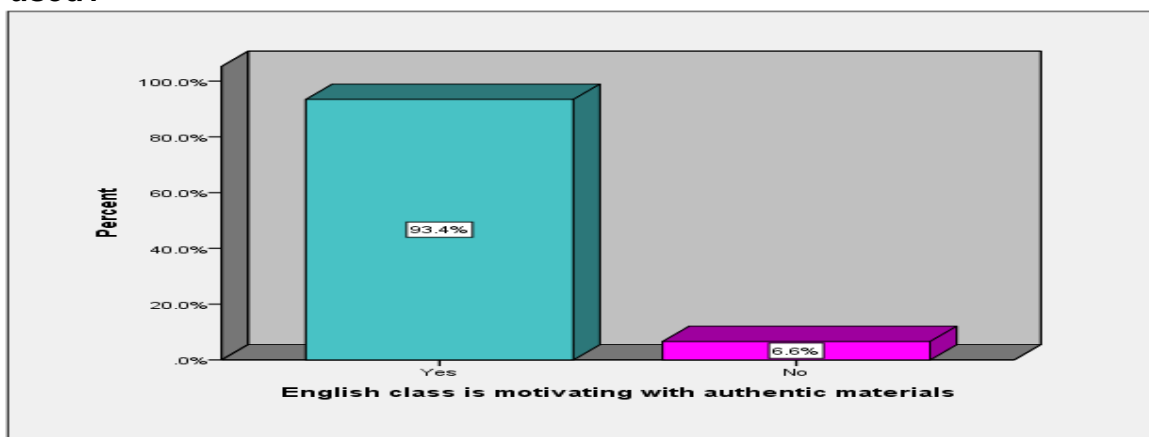 100.0%
80.0%
60.0%
40.0%
20.0%
.0%
Percent
93.4%
6.6%
Yes No
English class is motivating with authentic materials